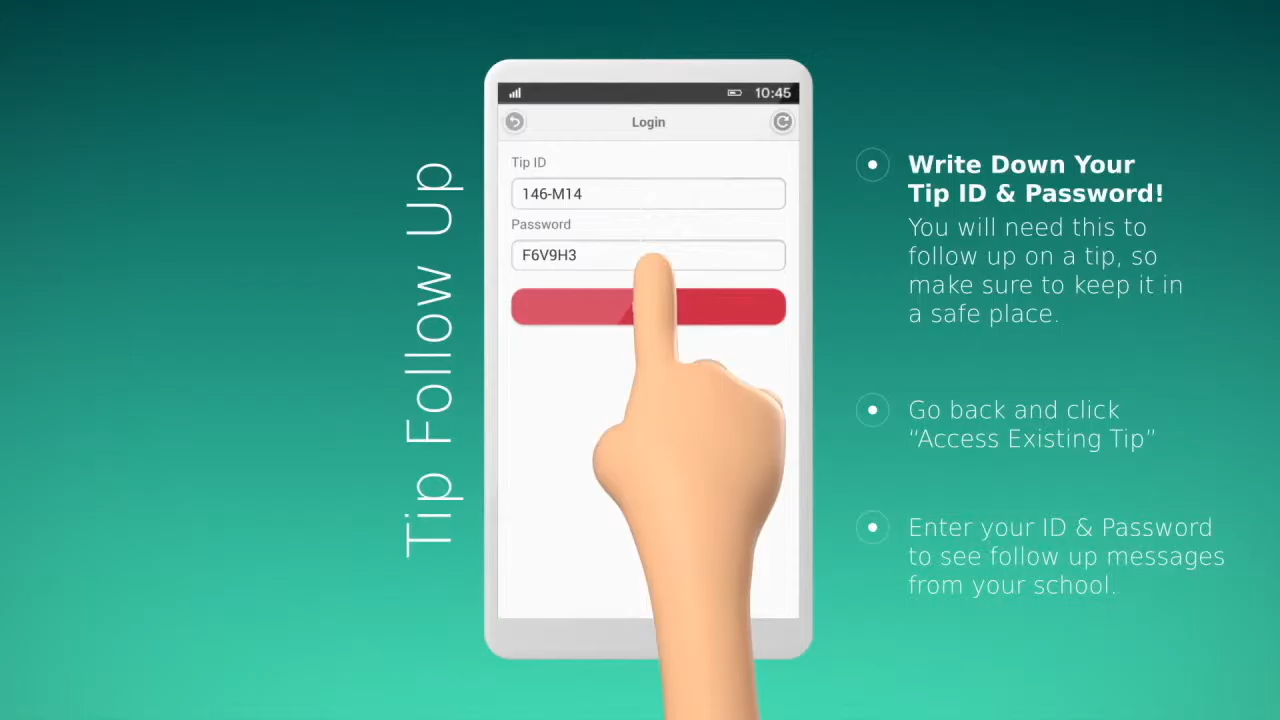 Tip Follow Up
10:45
Login
Tip ID
146-M14
Password
F6V9H3
Write Down Your
Tip ID & Password!
You will need this to
follow up on a tip, so
make sure to keep it in
a safe place.
Go back and click
“Access Existing Tip”
Enter your ID & Password
to see follow up messages
from your school.